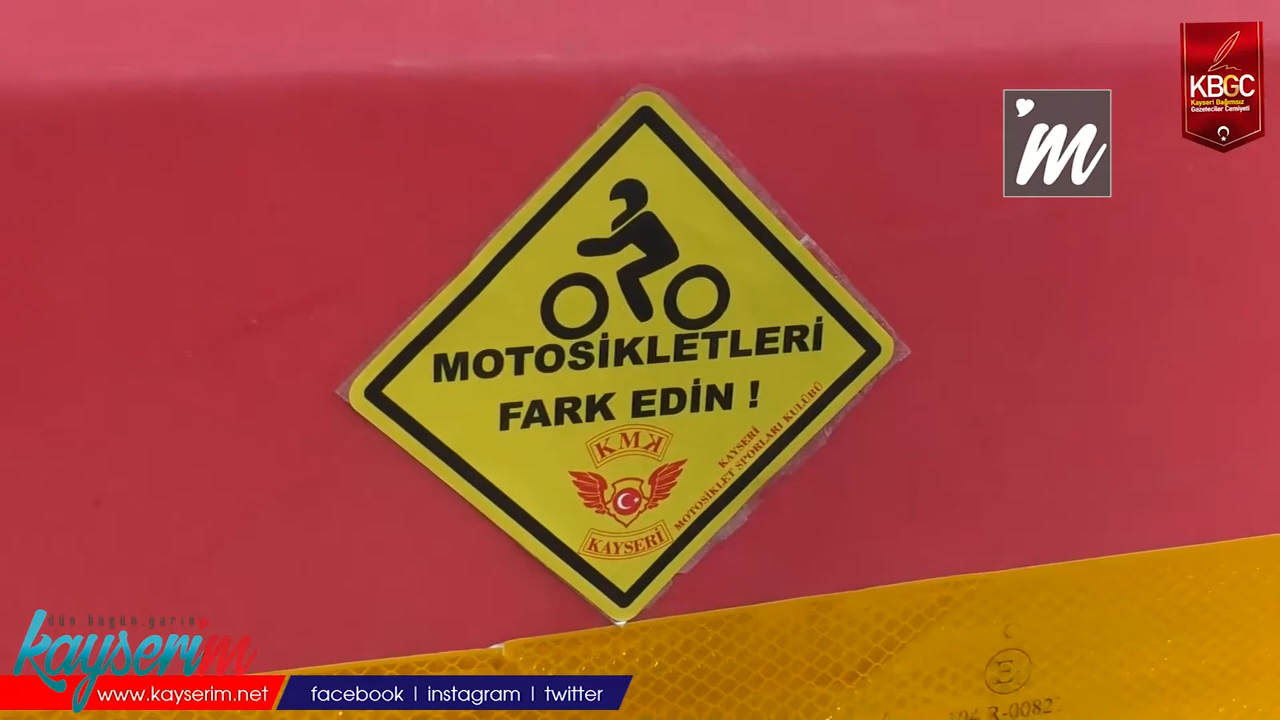 KBGC
Kayseri Bağımsız
Gazeteciler Cemiyeti
'm
MOTOSİKLETLERİ
FARK EDİN !
KMK
KAYSERİ
KAYSERİ
MOTOSİKLET SPORLARI KULÜBÜ
dün.bugün.yarın
kayserim
www.kayserim.net
facebook | instagram | twitter
C